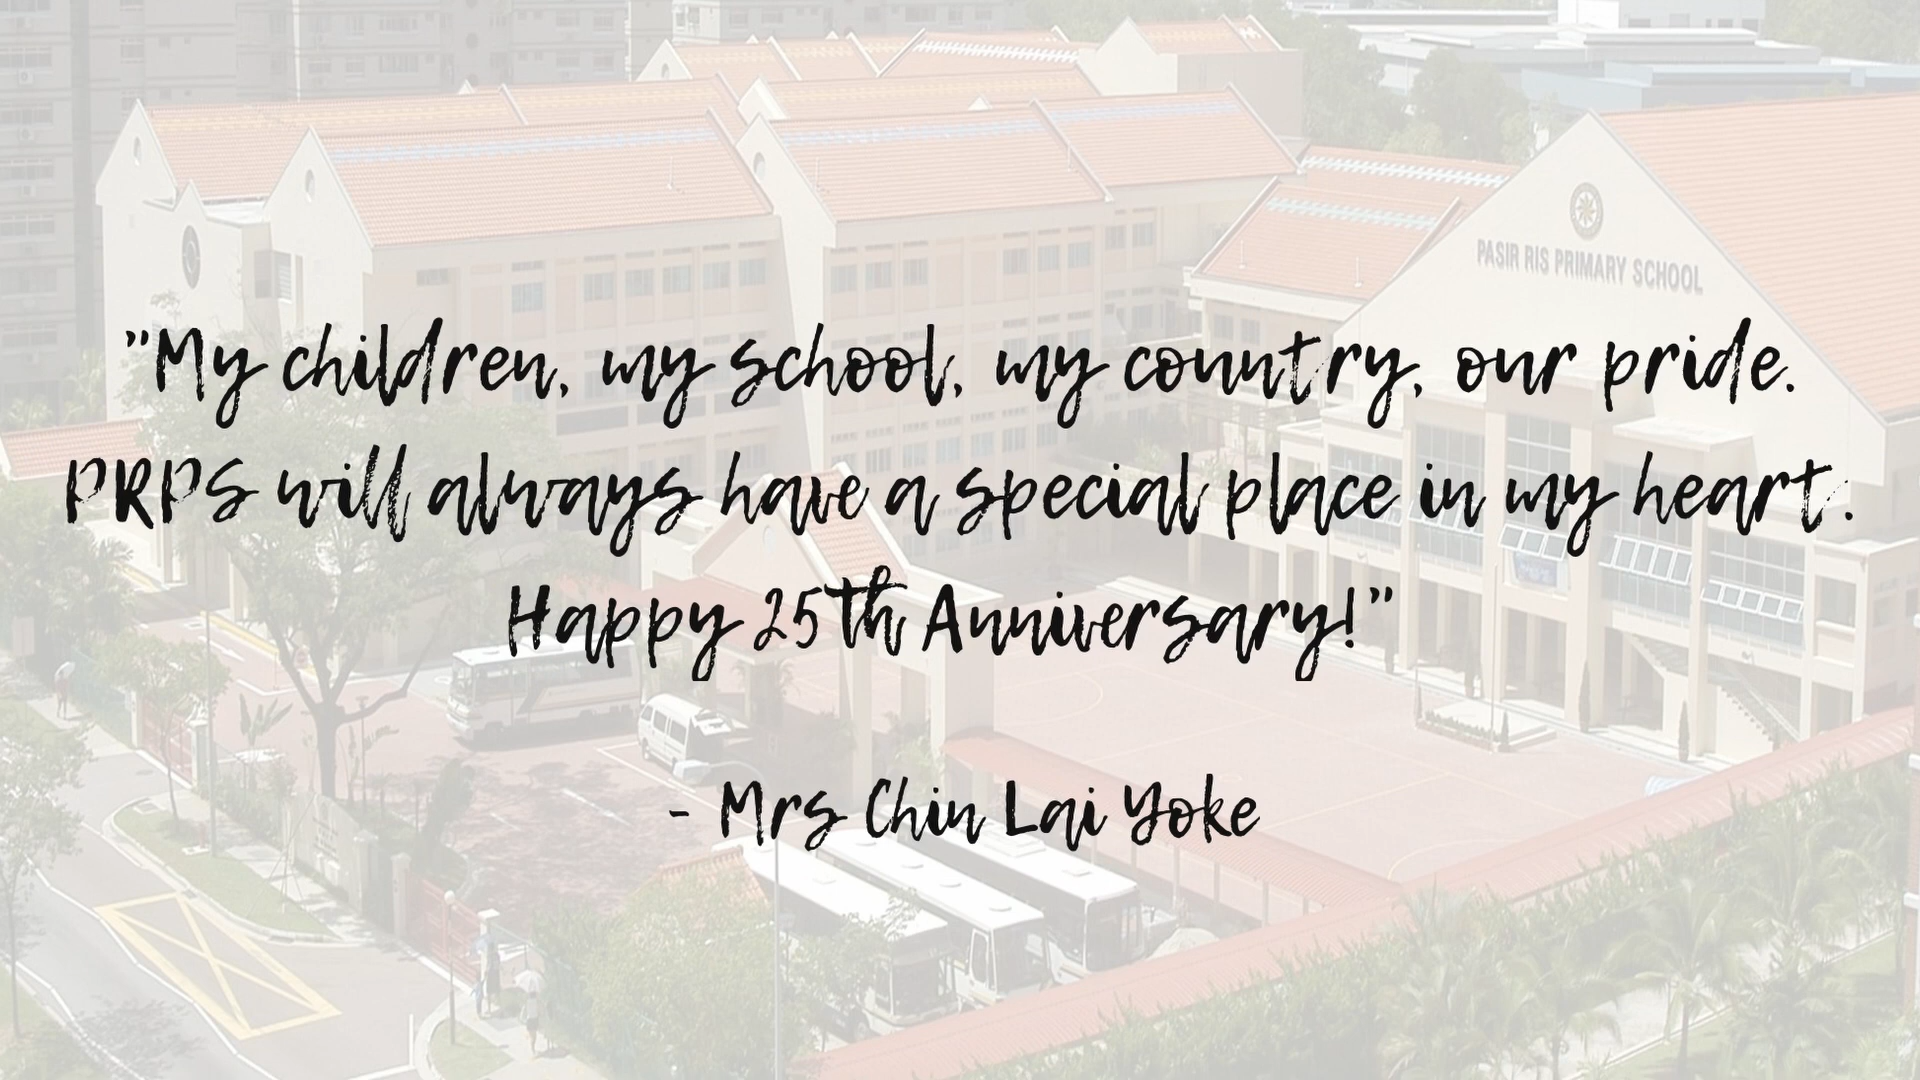 PASIR RIS PRIMARY SCHOOL
"My children, my school, my country, our pride.
PRPS will always have a special place in my heart.
Happy 25th Anniversary!"
- Mrs Chin Lai Yoke